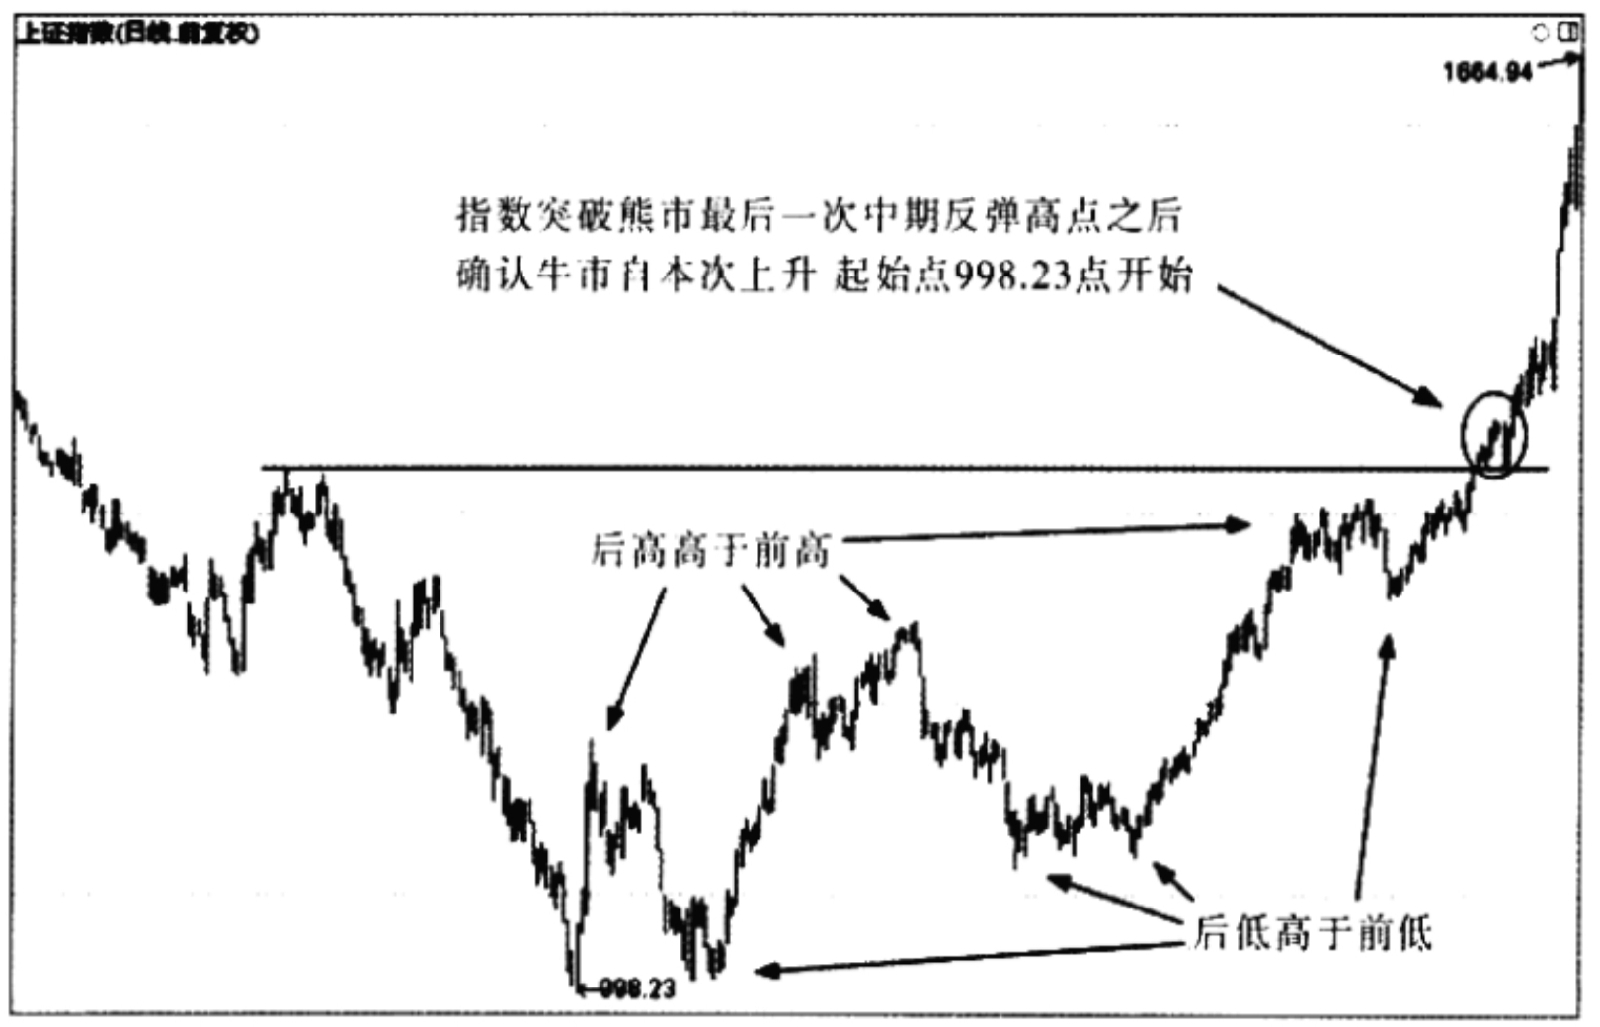 上证指数(日线.前复权)
1664.94
指数突破熊市最后一次中期反弹高点之后
确认牛市自本次上升 起始点998.23点开始
后高高于前高
后低高于前低
998.23